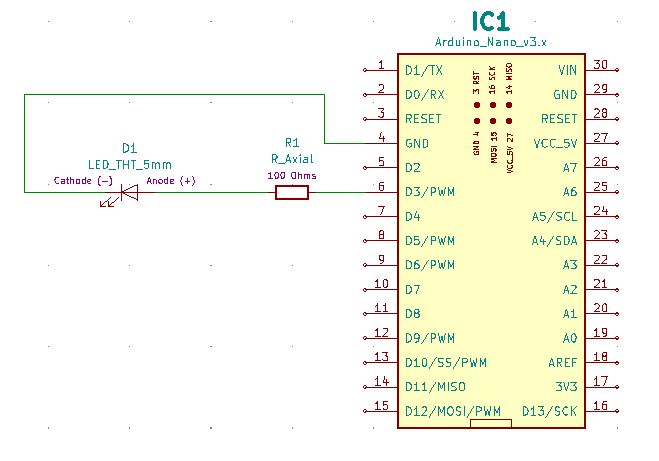 IC1
Arduino_Nano_v3.x
1 D1/TX
2 D0/RX
3 RESET
4 GND
5 D2
6 D3/PWM
7 D4
8 D5/PWM
9 D6/PWM
10 D7
11 D8
12 D9/PWM
13 D10/SS/PWM
14 D11/MISO
15 D12/MOSI/PWM
3 RST
16 SCK
14 MISO
GND 4
MOSI 15
VCC_5V 27
VIN 30
GND 29
RESET 28
VCC_5V 27
A7 26
A6 25
A5/SCL 24
A4/SDA 23
A3 22
A2 21
A1 20
A0 19
AREF 18
3V3 17
D13/SCK 16
D1
LED_THT_5mm
Cathode (-) Anode (+)
R1
R_Axial
100 Ohms